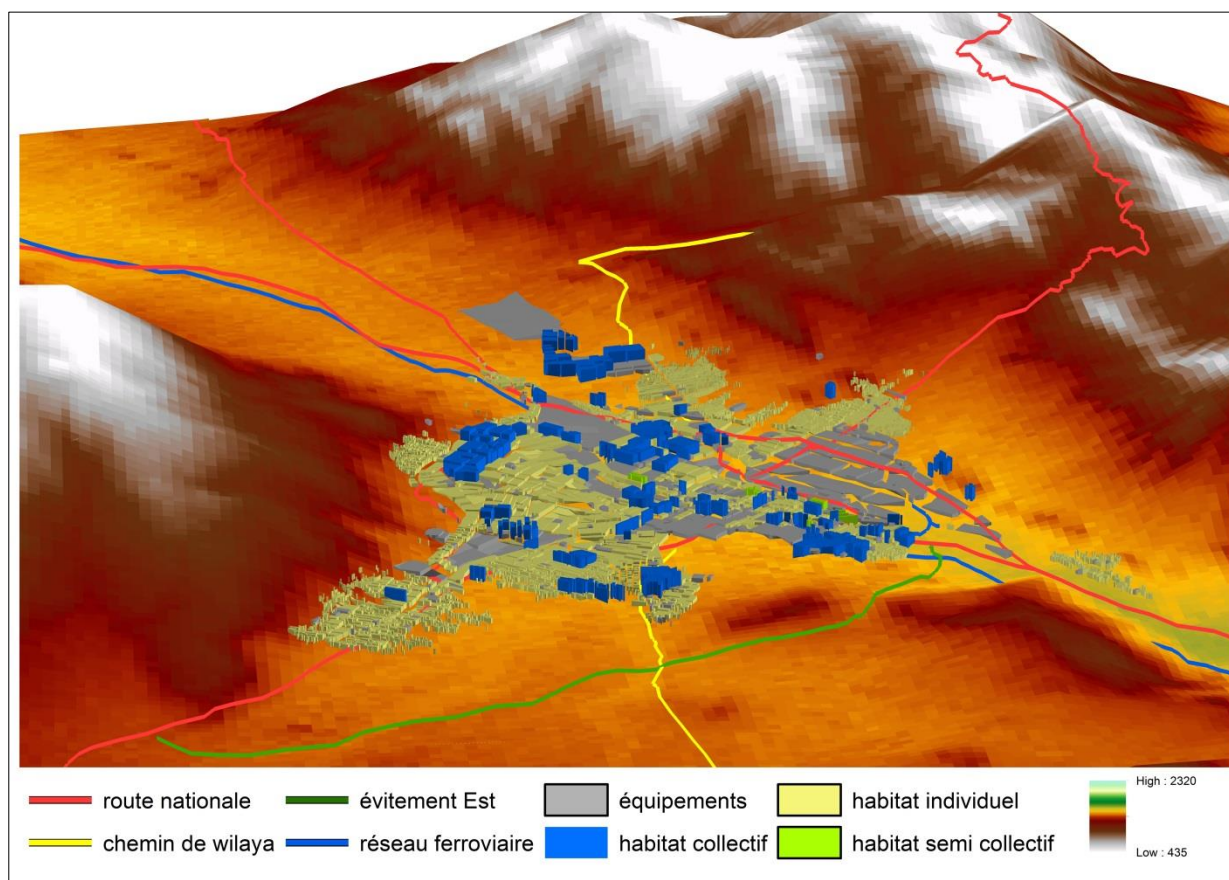 route nationale
évitement Est
équipements
habitat individuel
chemin de wilaya
réseau ferroviaire
habitat collectif
habitat semi collectif
High : 2320
Low : 435